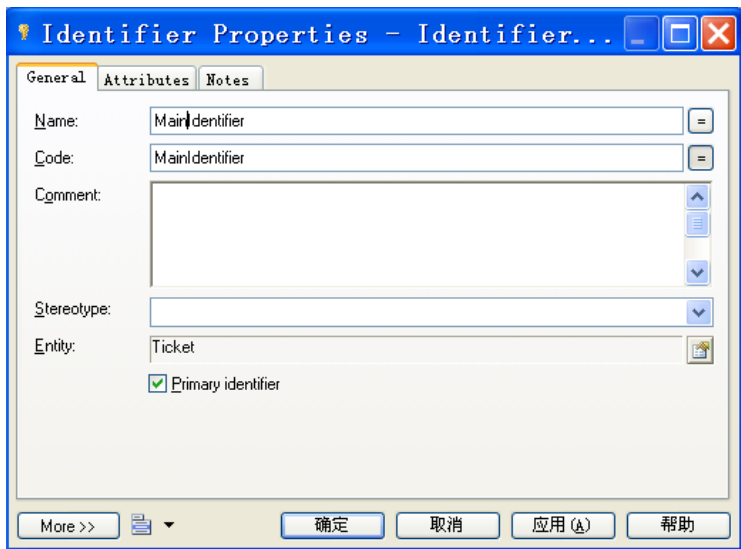 Identifier Properties - Identifier...
General Attributes Notes
Name: MainIdentifier =
Code: MainIdentifier =
Comment:
Stereotype:
Entity: Ticket
Primary identifier
More >> 确定 取消 应用(A) 帮助